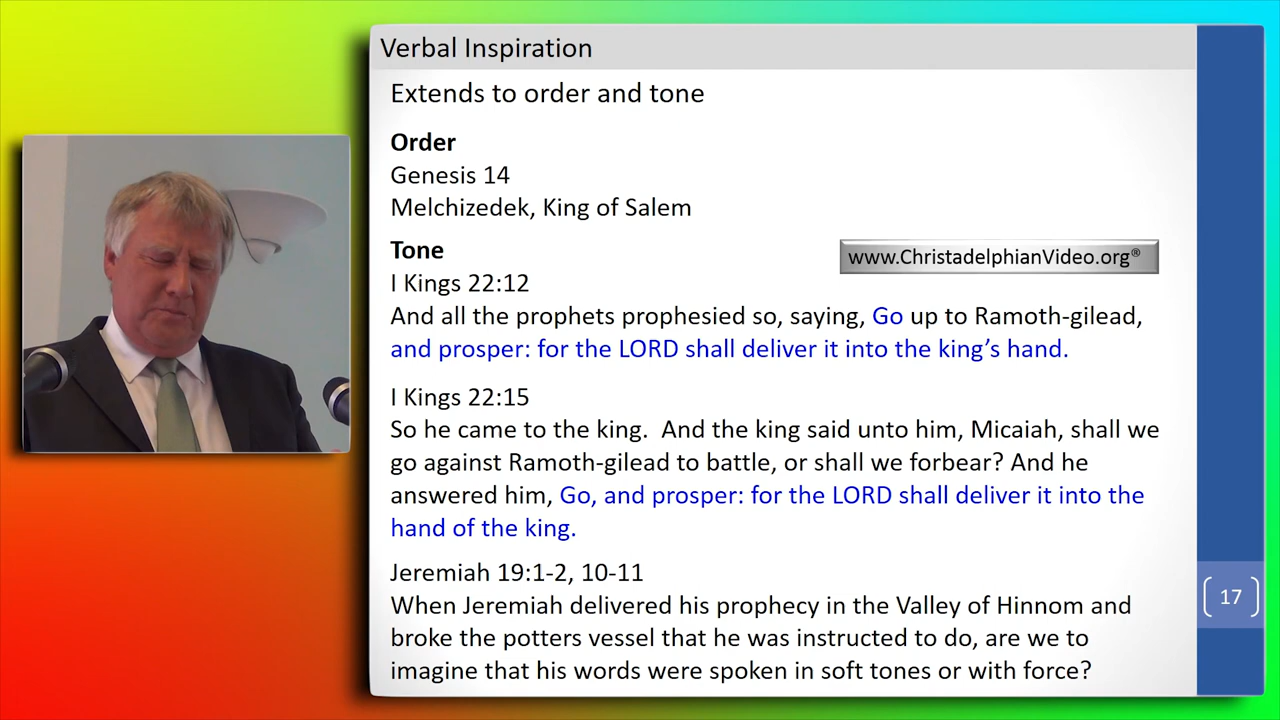 Verbal Inspiration
Extends to order and tone
Order
Genesis 14
Melchizedek, King of Salem
Tone
www.ChristadelphianVideo.org®
I Kings 22:12
And all the prophets prophesied so, saying, Go up to Ramoth-gilead,
and prosper: for the LORD shall deliver it into the king’s hand.
I Kings 22:15
So he came to the king.  And the king said unto him, Micaiah, shall we
go against Ramoth-gilead to battle, or shall we forbear? And he
answered him, Go, and prosper: for the LORD shall deliver it into the
hand of the king.
Jeremiah 19:1-2, 10-11
When Jeremiah delivered his prophecy in the Valley of Hinnom and
broke the potters vessel that he was instructed to do, are we to
imagine that his words were spoken in soft tones or with force?
17